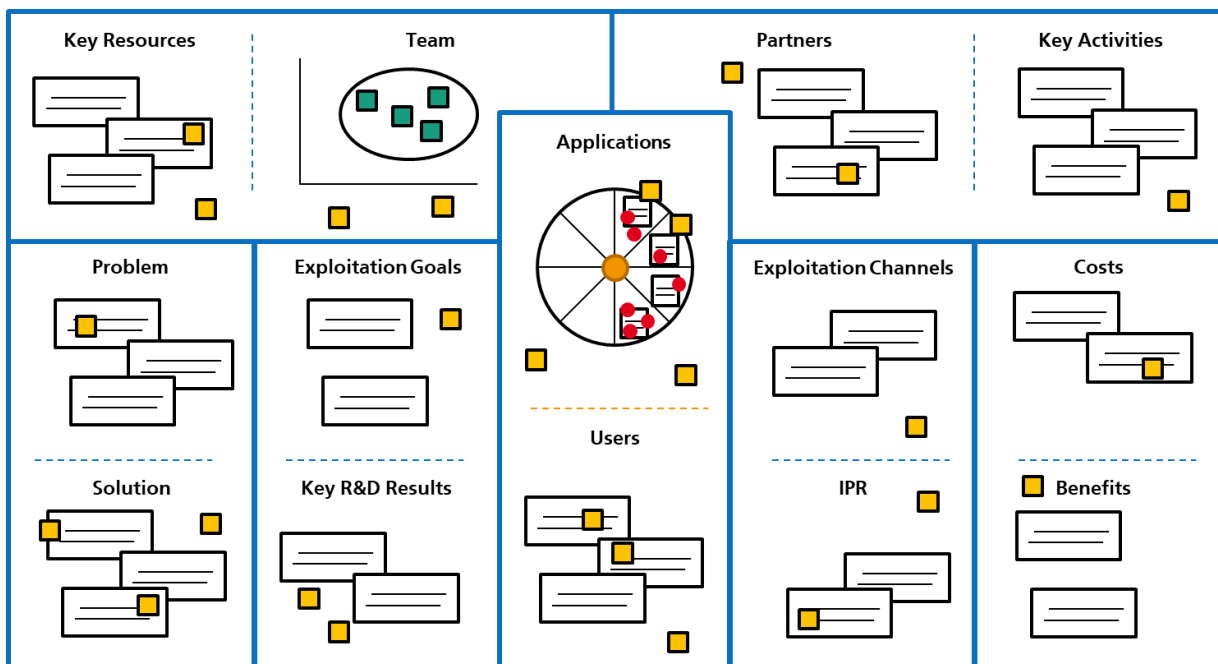 Key Resources
Team
Partners
Key Activities
Applications
Problem
Exploitation Goals
Exploitation Channels
Costs
Users
Solution
Key R&D Results
IPR
Benefits